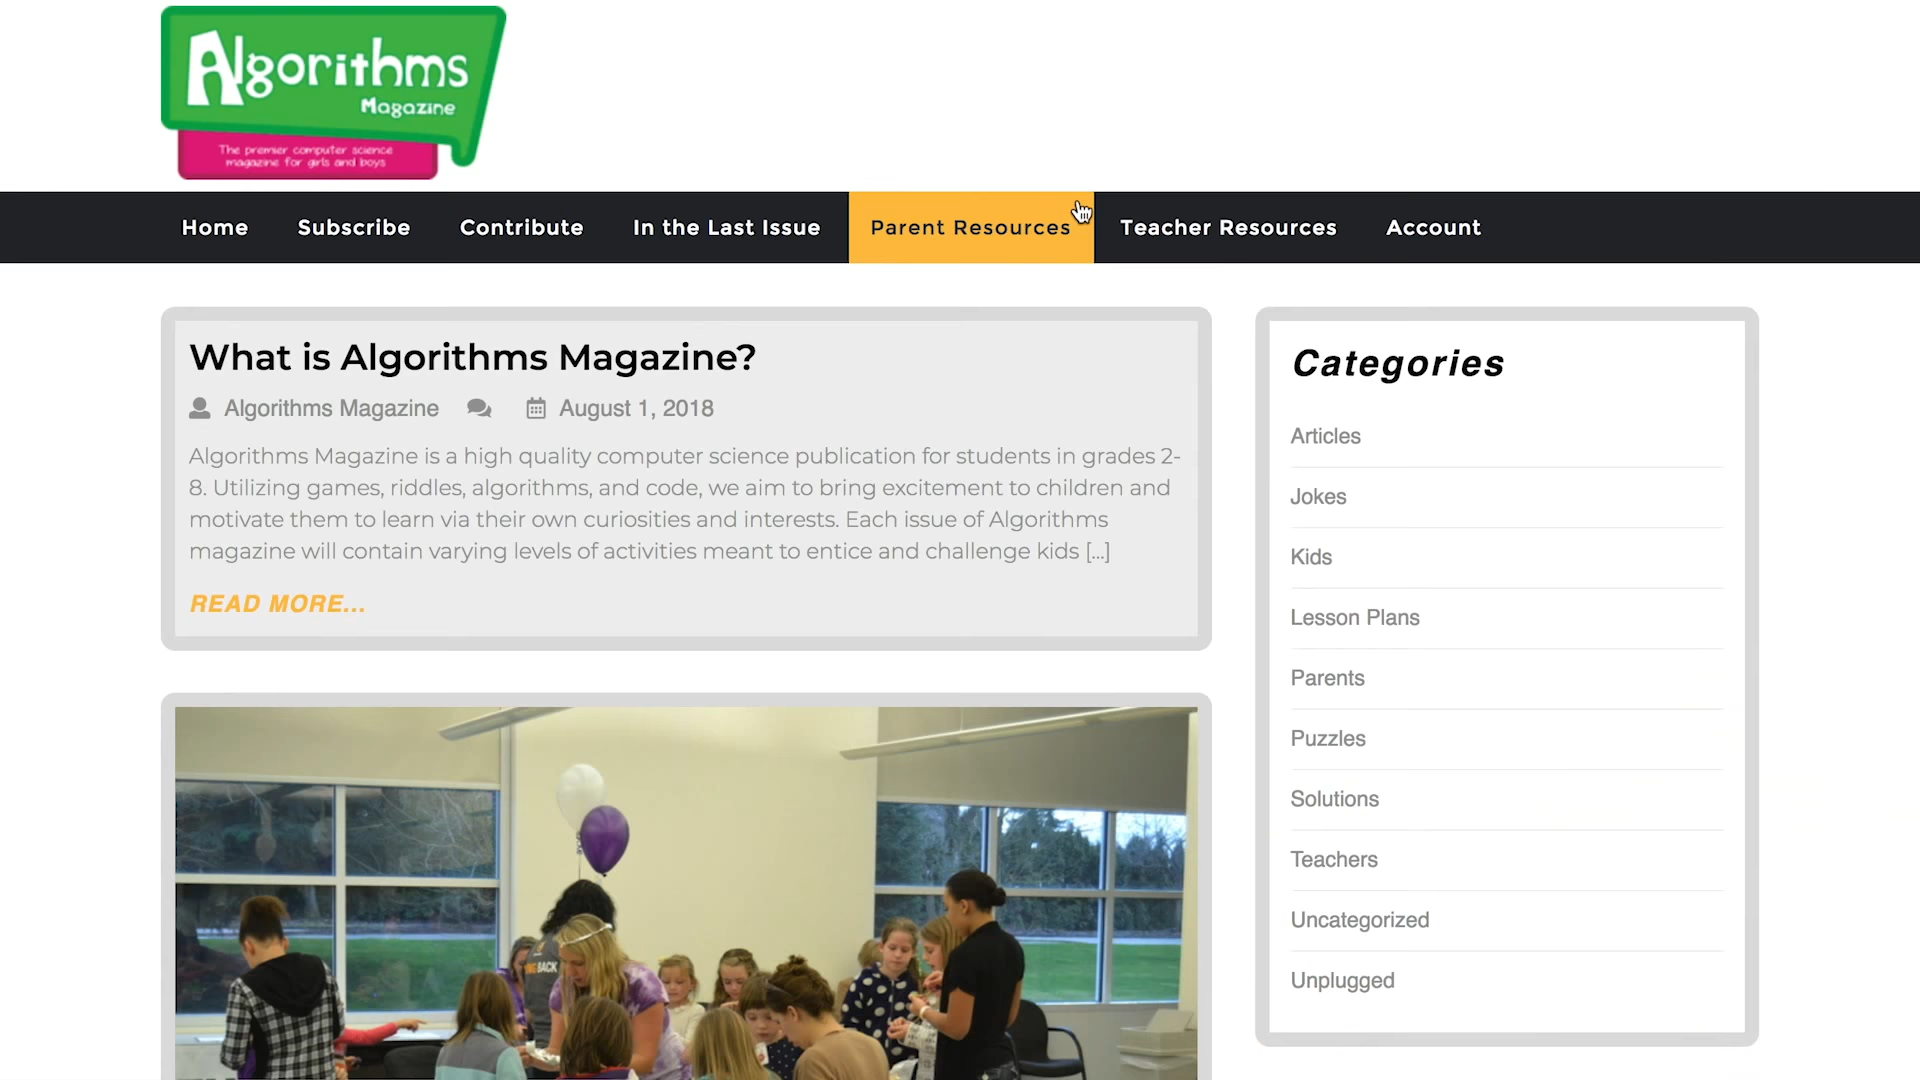 Algorithms
Magazine
The premier computer science
magazine for girls and boys
Home Subscribe Contribute In the Last Issue Parent Resources Teacher Resources Account
What is Algorithms Magazine?
Algorithms Magazine August 1, 2018
Algorithms Magazine is a high quality computer science publication for students in grades 2-
8. Utilizing games, riddles, algorithms, and code, we aim to bring excitement to children and
motivate them to learn via their own curiosities and interests. Each issue of Algorithms
magazine will contain varying levels of activities meant to entice and challenge kids [...]
READ MORE...
BACK
Categories
Articles
Jokes
Kids
Lesson Plans
Parents
Puzzles
Solutions
Teachers
Uncategorized
Unplugged